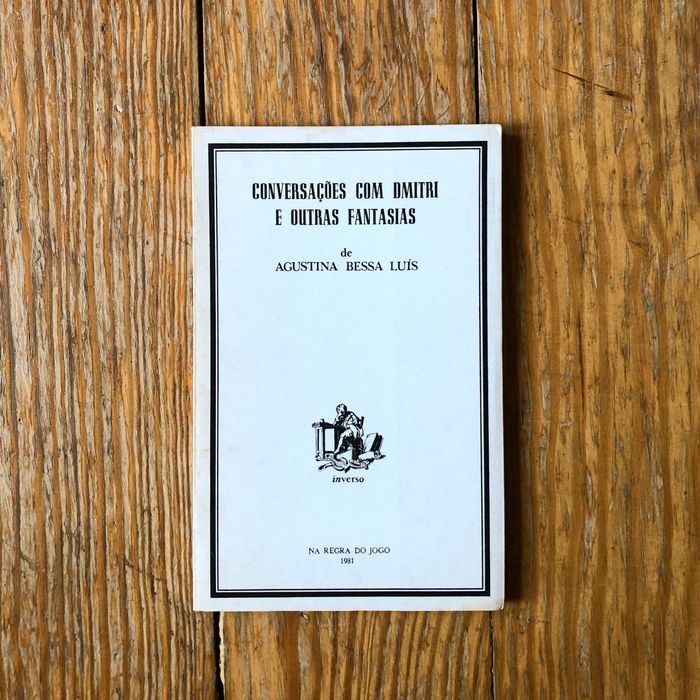 CONVERSAÇÕES COM DMITRI
E OUTRAS FANTASIAS
de
AGUSTINA BESSA LUÍS
inverso
NA REGRA DO JOGO
1981